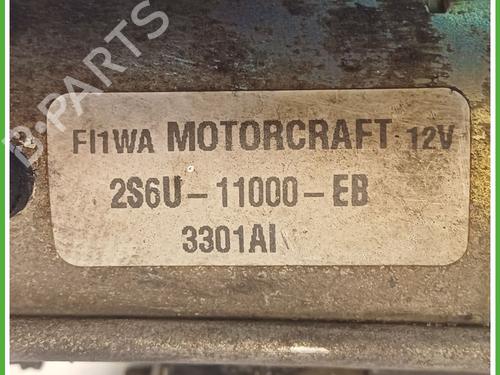 B-PARTS
FI1WA MOTORCRAFT 12V
2S6U-11000-EB
3301AI